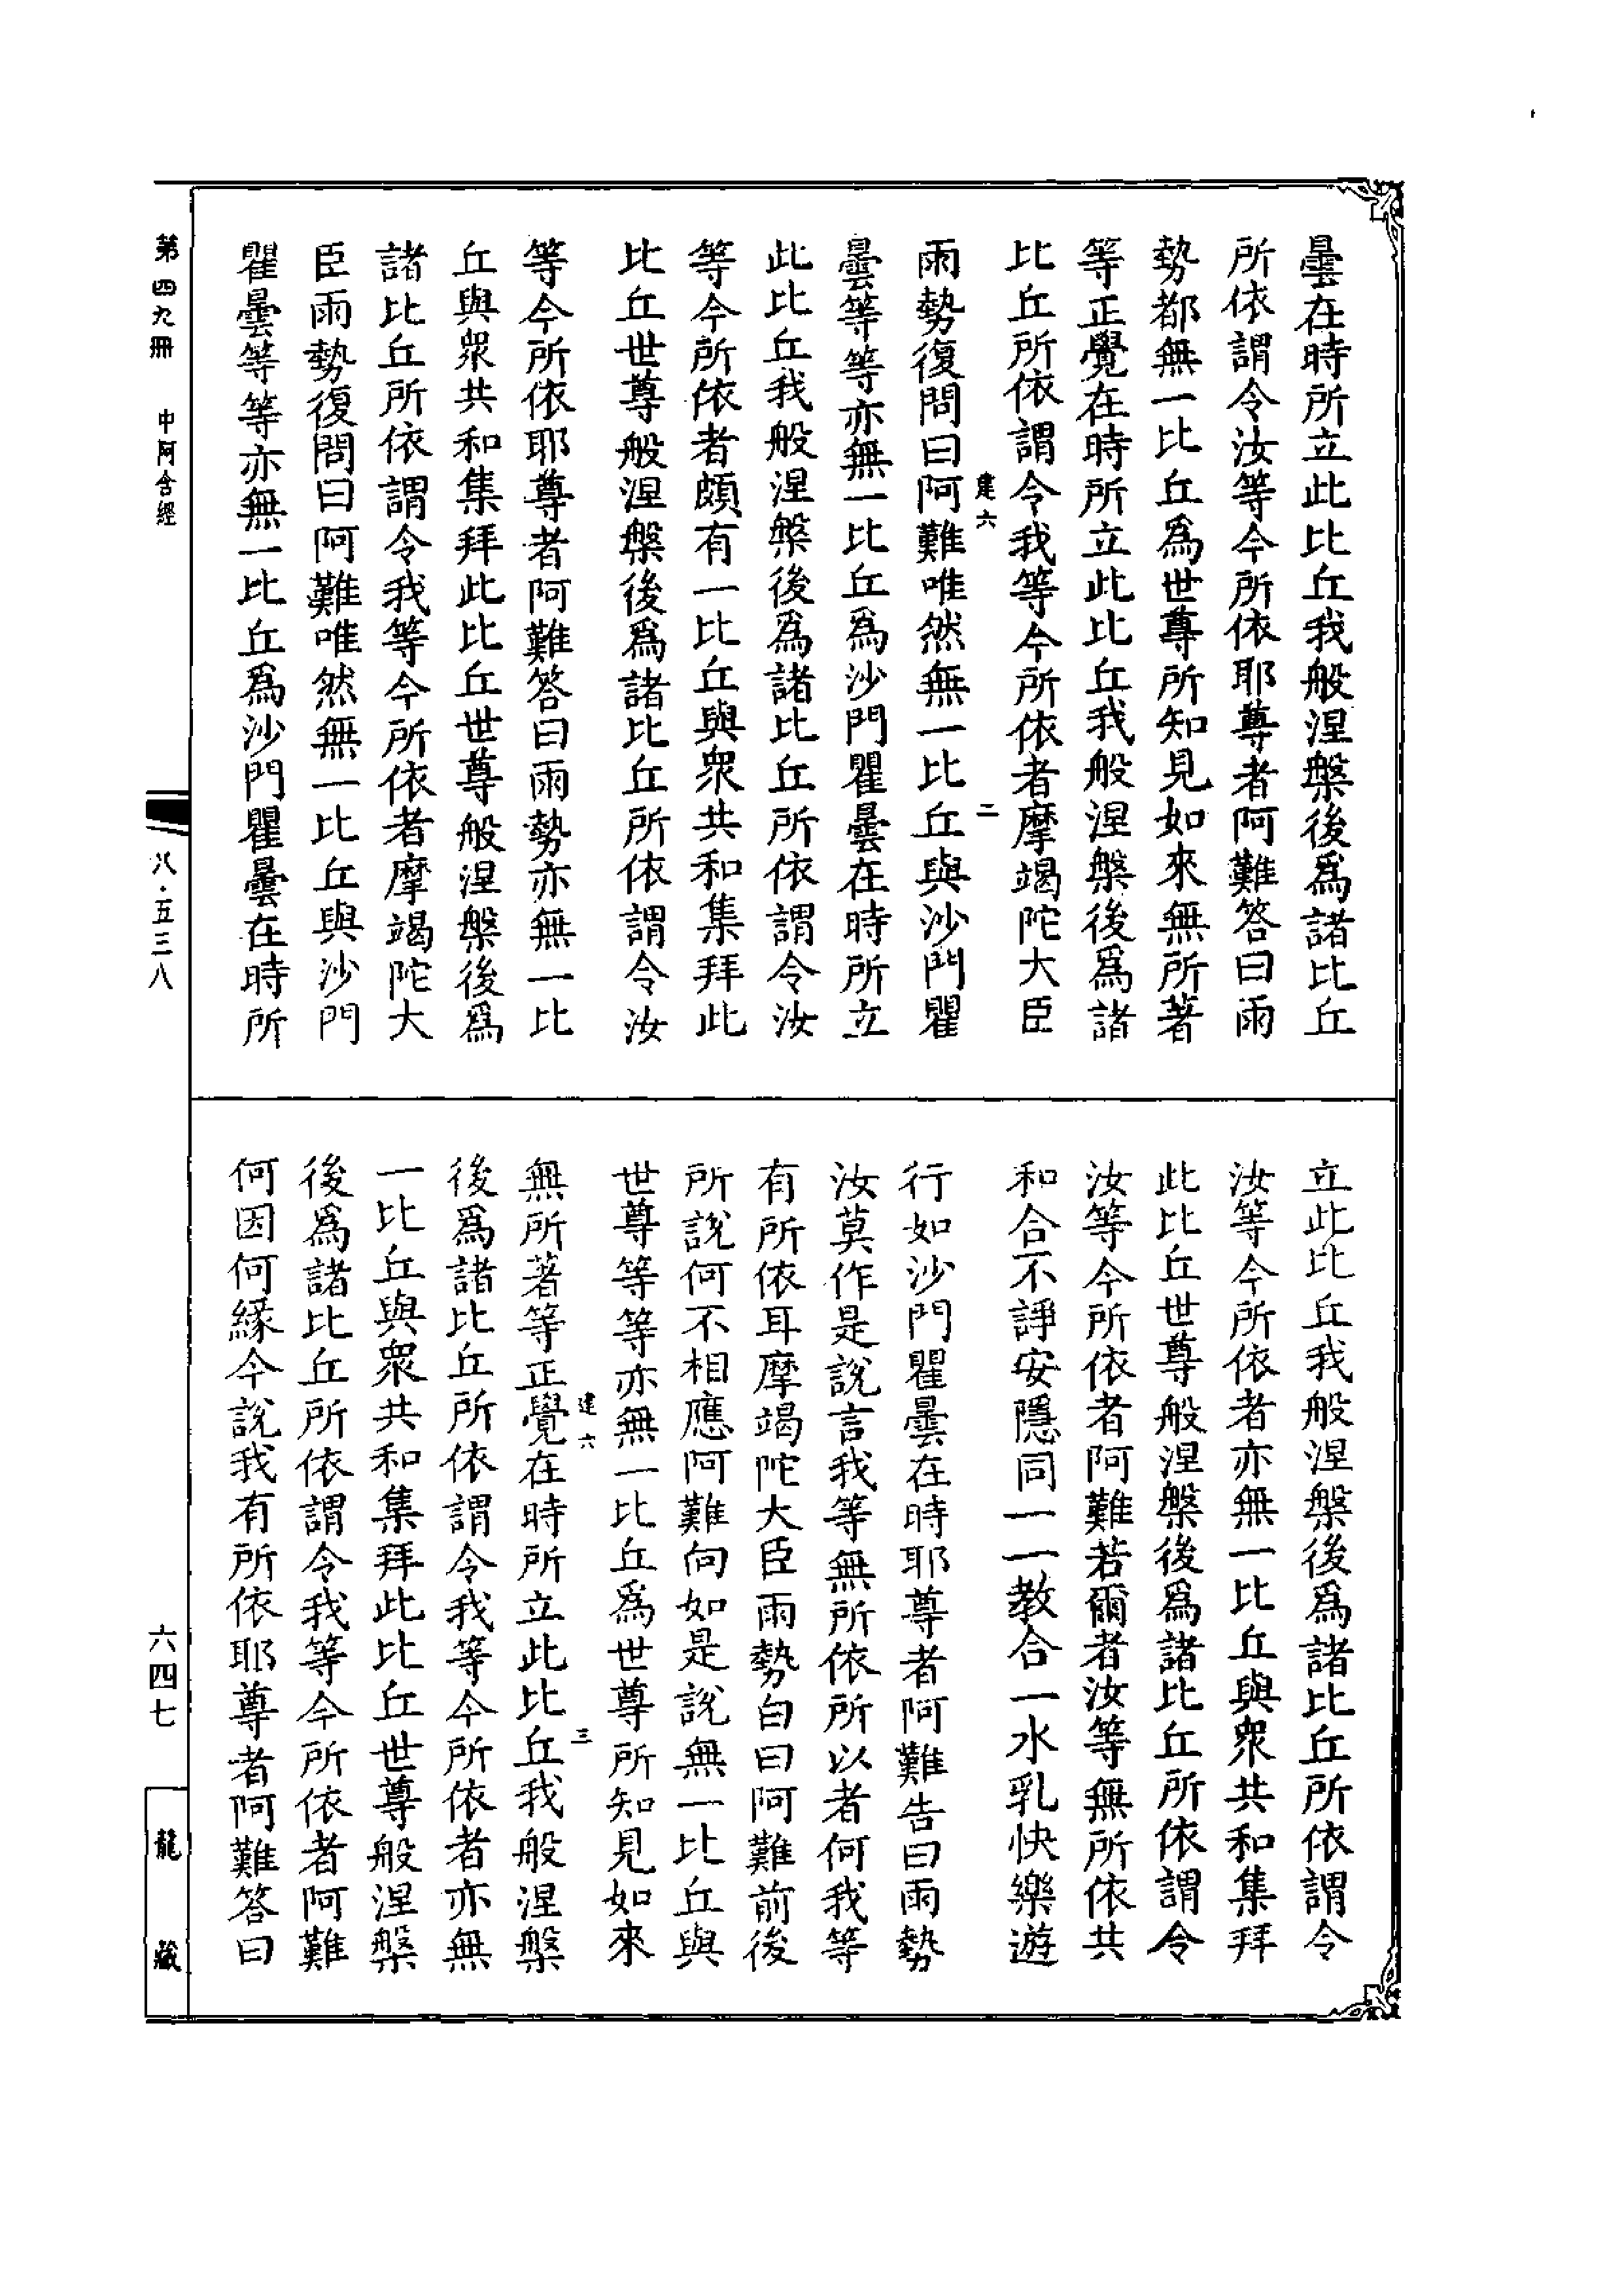 曇在時所立此比丘我般涅槃後爲諸比丘
所依謂令汝等今所依耶尊者阿難答曰雨
勢都無一比丘爲世尊所知見如來無所著
等正覺在時所立此比丘我般涅槃後爲諸
比丘所依謂令我等今所依者摩竭陀大臣
建六 二
雨勢復問曰阿難唯然無一比丘與沙門瞿
曇等等亦無一比丘爲沙門瞿曇在時所立
此比丘我般涅槃後爲諸比丘所依謂令汝
等今所依者頗有一比丘與眾共和集拜此
比丘世尊般涅槃後爲諸比丘所依謂令汝
等今所依耶尊者阿難答曰雨勢亦無一比
丘與眾共和集拜此比丘世尊般涅槃後爲
諸比丘所依謂令我等今所依者摩竭陀大
臣雨勢復問曰阿難唯然無一比丘與沙門
瞿曇等等亦無一比丘爲沙門瞿曇在時所
立此比丘我般涅槃後爲諸比丘所依謂令
汝等今所依者亦無一比丘與眾共和集拜
此比丘世尊般涅槃後爲諸比丘所依謂令
汝等今所依者阿難若爾者汝等無所依共
和合不諍安隱同一一教合一水乳快樂遊
行如沙門瞿曇在時耶尊者阿難告曰雨勢
汝莫作是說言我等無所依所以者何我等
有所依耳摩竭陀大臣雨勢白曰阿難前後
所說何不相應阿難向如是說無一比丘與
世尊等等亦無一比丘爲世尊所知見如來
建六 三
無所著等正覺在時所立此比丘我般涅槃
後爲諸比丘所依謂令我等今所依者亦無
一比丘與眾共和集拜此比丘世尊般涅槃
後爲諸比丘所依謂令我等今所依者阿難
何因何緣今說我有所依耶尊者阿難答曰
第四九冊 中阿含經
八·五三八
六四七
龍藏